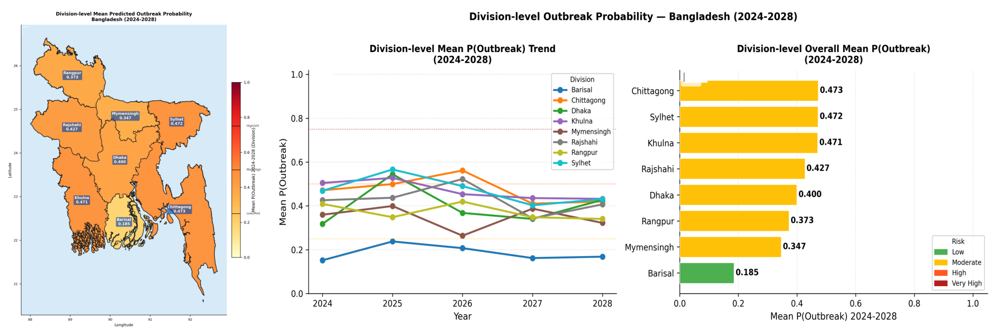 Division-level Mean Predicted Outbreak Probability
Bangladesh (2024-2028)
Latitude
26
25
24
23
22
21
88
89
90
91
92
Longitude
Rangpur
0.373
Mymensingh
0.347
Sylhet
0.472
Rajshahi
0.427
Dhaka
0.400
Khulna
0.471
Chittagong
0.473
Barisal
0.185
1.0
0.8
High|VH
0.6
0.4
Low|Mod
0.2
0.0
Mean P(Outbreak) 2024-2028 (Division)
Division-level Outbreak Probability — Bangladesh (2024-2028)
Division-level Mean P(Outbreak) Trend
(2024-2028)
Mean P(Outbreak)
1.0
0.8
0.6
0.4
0.2
0.0
2024
2025
2026
2027
2028
Year
Division
Barisal
Chittagong
Dhaka
Khulna
Mymensingh
Rajshahi
Rangpur
Sylhet
Division-level Overall Mean P(Outbreak)
(2024-2028)
Chittagong
0.473
Sylhet
0.472
Khulna
0.471
Rajshahi
0.427
Dhaka
0.400
Rangpur
0.373
Mymensingh
0.347
Barisal
0.185
Risk
Low
Moderate
High
Very High
0.0
0.2
0.4
0.6
0.8
1.0
Mean P(Outbreak) 2024-2028